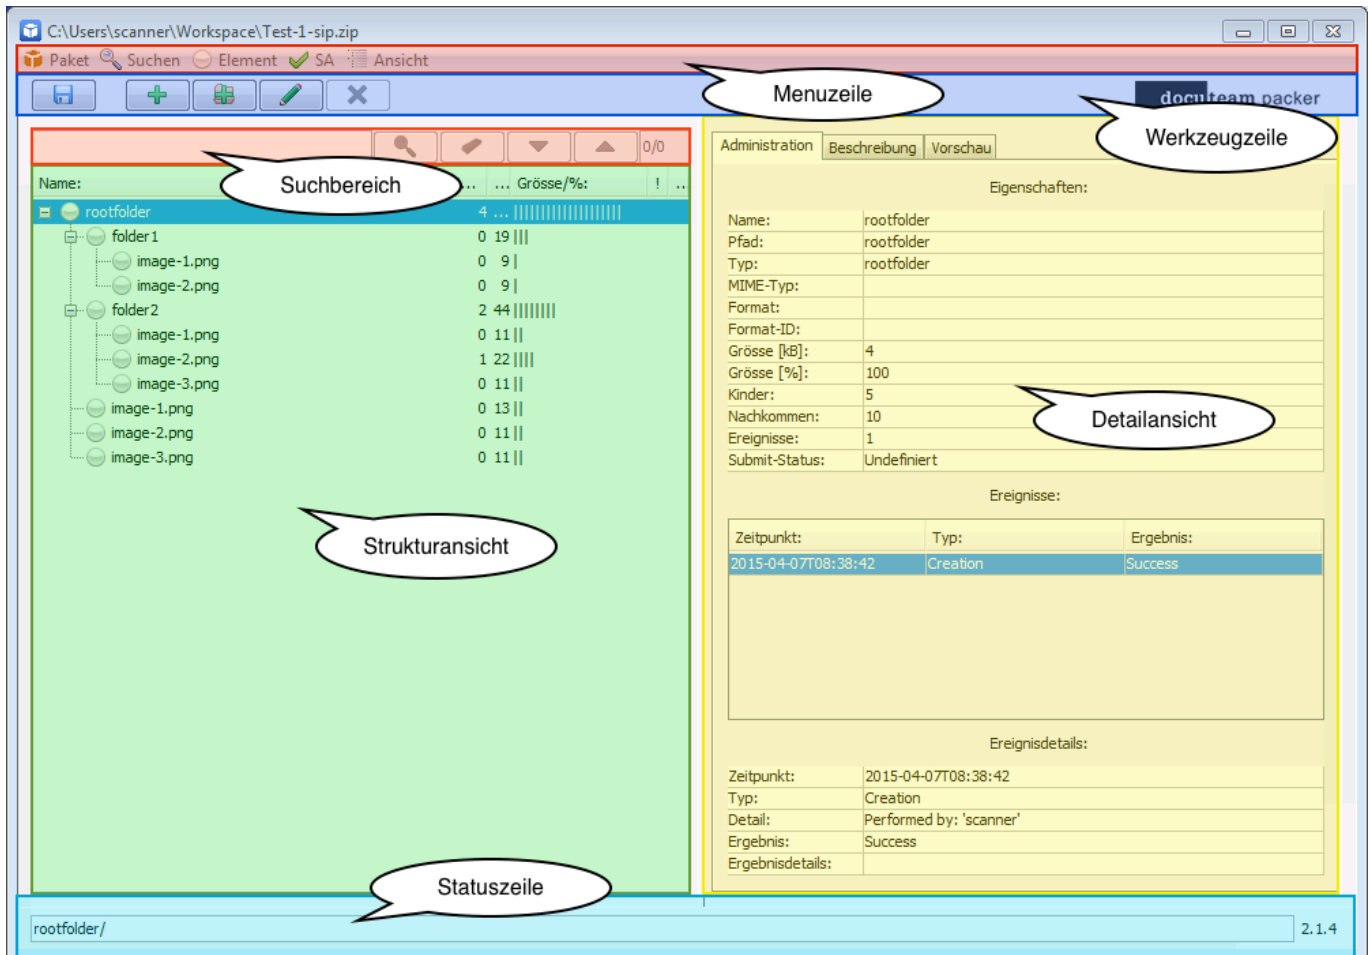 C:\Users\scanner\Workspace\Test-1-sip.zip
Paket Suchen Element SA Ansicht
Menuzeile
docuteam packer
Werkzeugzeile
0/0
Suchbereich
Name: ... ... Grösse/%: ! ...
rootfolder 4 ...
folder1 0 19
image-1.png 0 9
image-2.png 0 9
folder2 2 44
image-1.png 0 11
image-2.png 1 22
image-3.png 0 11
image-1.png 0 13
image-2.png 0 11
image-3.png 0 11
Strukturansicht
Administration Beschreibung Vorschau
Eigenschaften:
Name: rootfolder
Pfad: rootfolder
Typ: rootfolder
MIME-Typ:
Format:
Format-ID:
Grösse [kB]: 4
Grösse [%]: 100
Kinder: 5
Nachkommen: 10
Ereignisse: 1
Submit-Status: Undefiniert
Detailansicht
Ereignisse:
Zeitpunkt: Typ: Ergebnis:
2015-04-07T08:38:42 Creation Success
Ereignisdetails:
Zeitpunkt: 2015-04-07T08:38:42
Typ: Creation
Detail: Performed by: 'scanner'
Ergebnis: Success
Ergebnisdetails:
Statuszeile
rootfolder/ 2.1.4